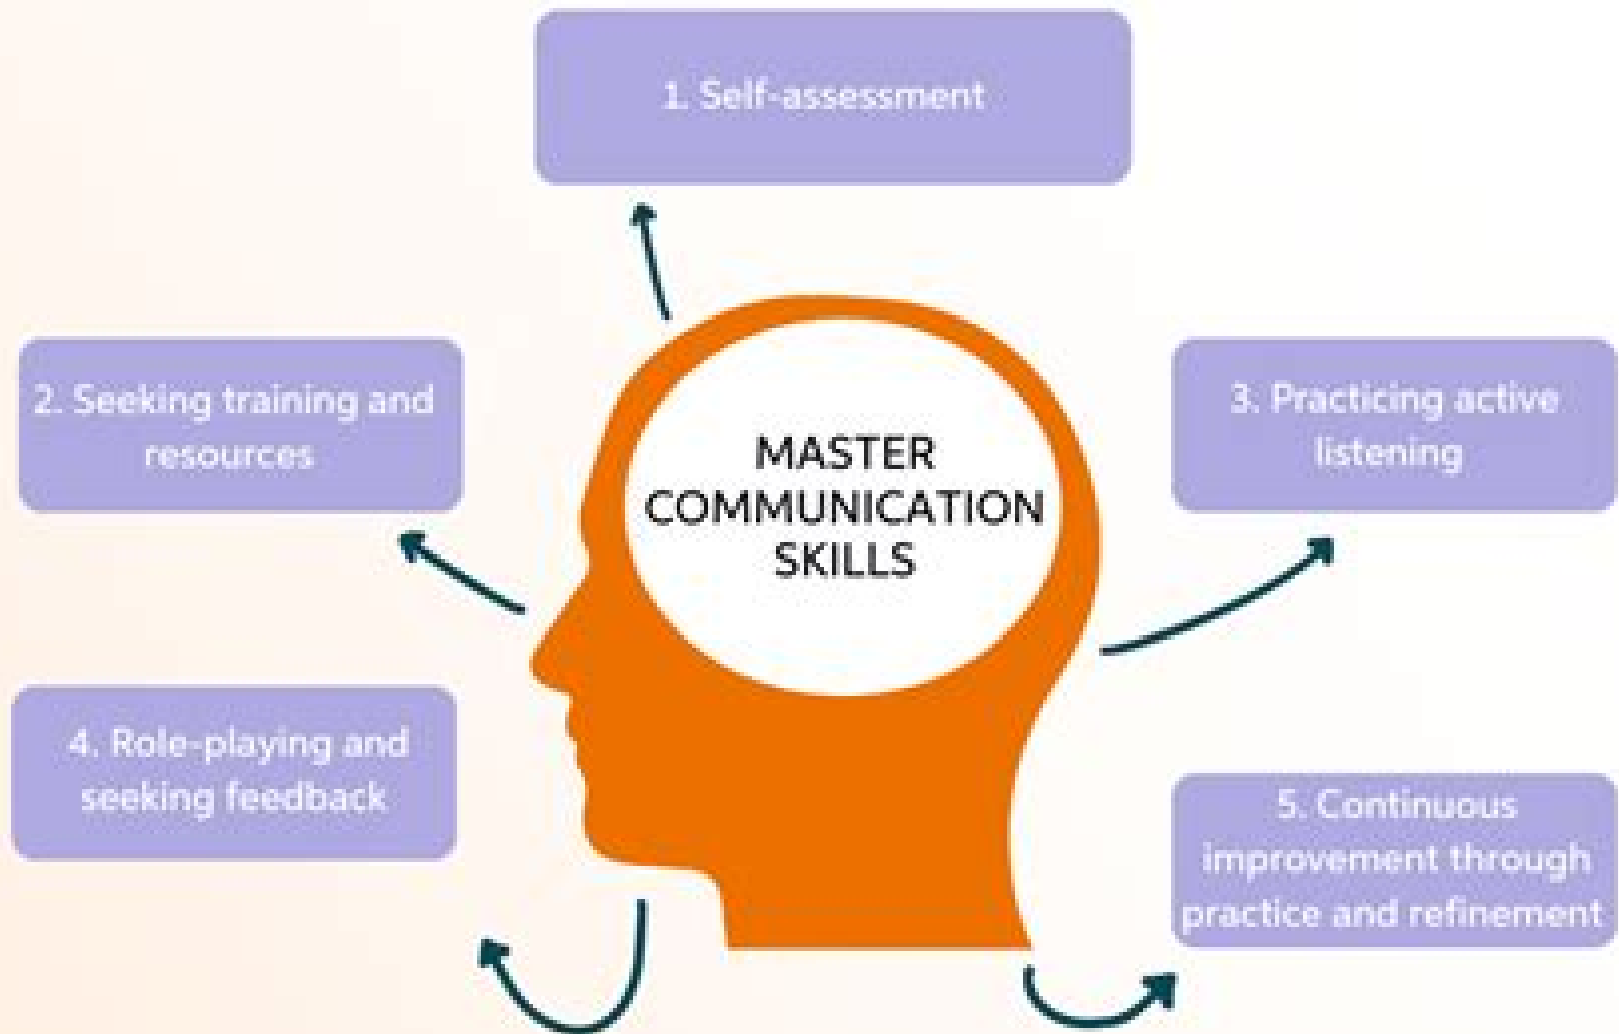 1. Self-assessment
2. Seeking training and
resources
3. Practicing active
listening
MASTER
COMMUNICATION
SKILLS
4. Role-playing and
seeking feedback
5. Continuous
improvement through
practice and refinement